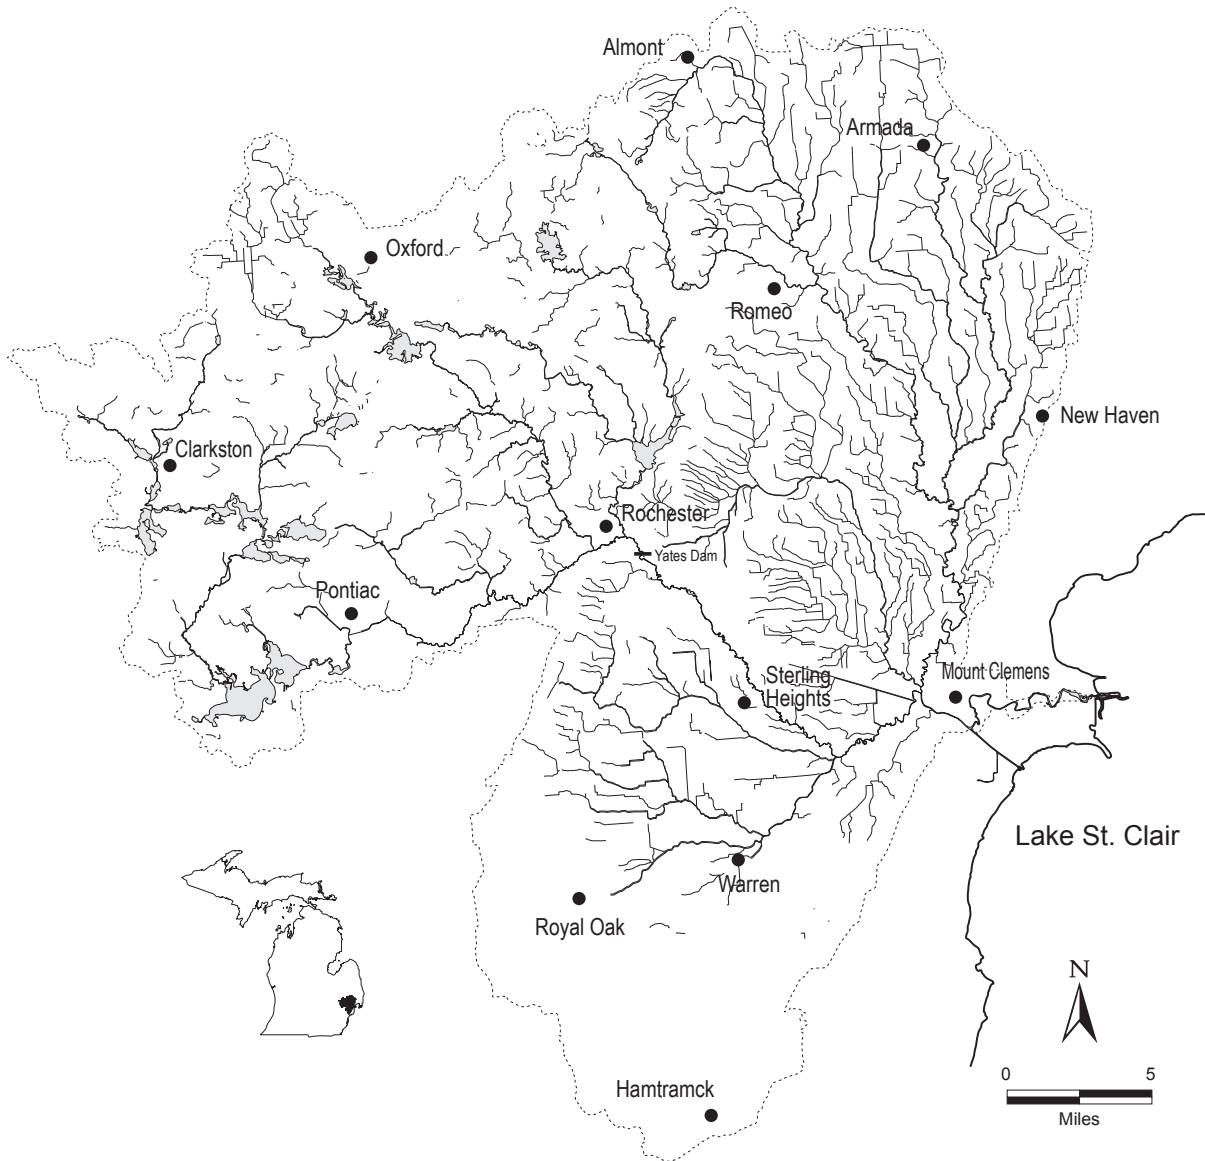 Almont
Armada
Oxford
Romeo
New Haven
Clarkston
Rochester
Yates Dam
Pontiac
Sterling
Heights
Mount Clemens
Lake St. Clair
Warren
Royal Oak
N
0 5
Miles
Hamtramck